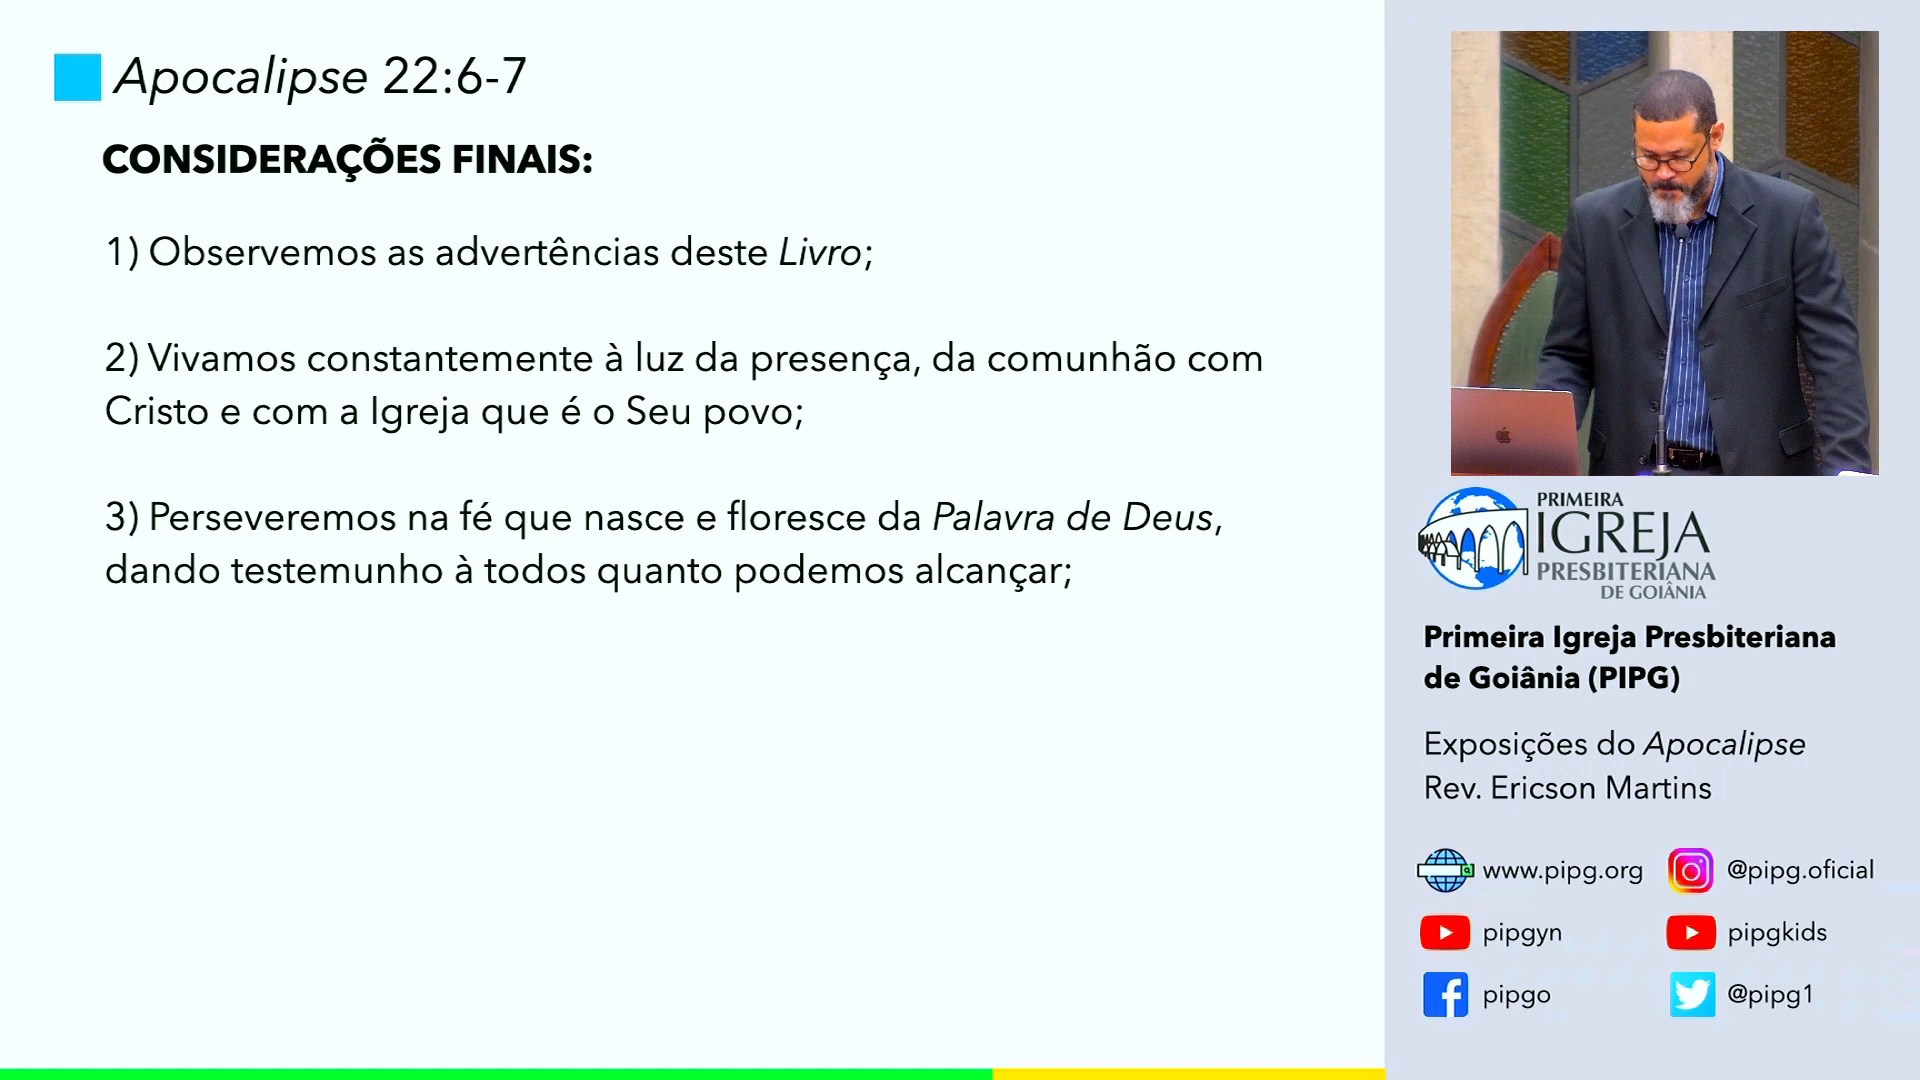 Apocalipse 22:6-7
CONSIDERAÇÕES FINAIS:
1) Observemos as advertências deste Livro;
2) Vivamos constantemente à luz da presença, da comunhão com
Cristo e com a Igreja que é o Seu povo;
3) Perseveremos na fé que nasce e floresce da Palavra de Deus,
dando testemunho à todos quanto podemos alcançar;
PRIMEIRA
IGREJA
PRESBITERIANA
DE GOIÂNIA
Primeira Igreja Presbiteriana
de Goiânia (PIPG)
Exposições do Apocalipse
Rev. Ericson Martins
www.pipg.org @pipg.oficial
pipgyn pipgkids
pipgo @pipg1